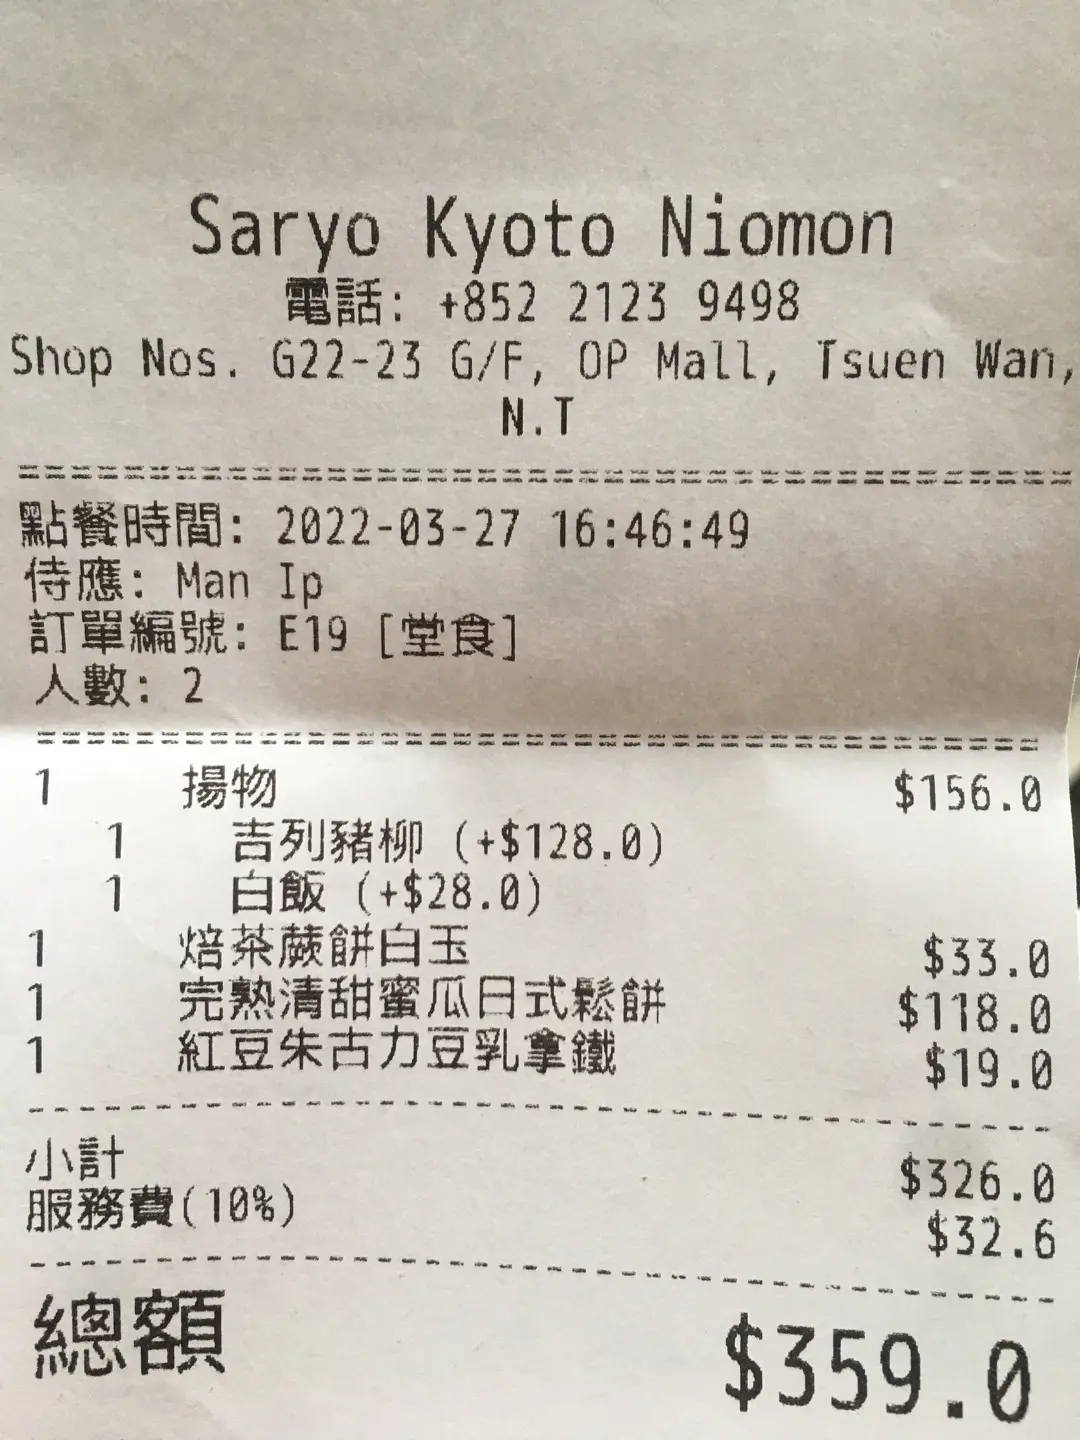 Saryo Kyoto Niomon
電話: +852 2123 9498
Shop Nos. G22-23 G/F, OP Mall, Tsuen Wan,
N.T
點餐時間: 2022-03-27 16:46:49
侍應: Man Ip
訂單編號: E19 [堂食]
人數: 2
1 揚物 $156.0
1 吉列豬柳 (+$128.0)
1 白飯 (+$28.0)
1 焙茶蕨餅白玉 $33.0
1 完熟清甜蜜瓜日式鬆餅 $118.0
1 紅豆朱古力豆乳拿鐵 $19.0
小計 $326.0
服務費(10%) $32.6
總額 $359.0